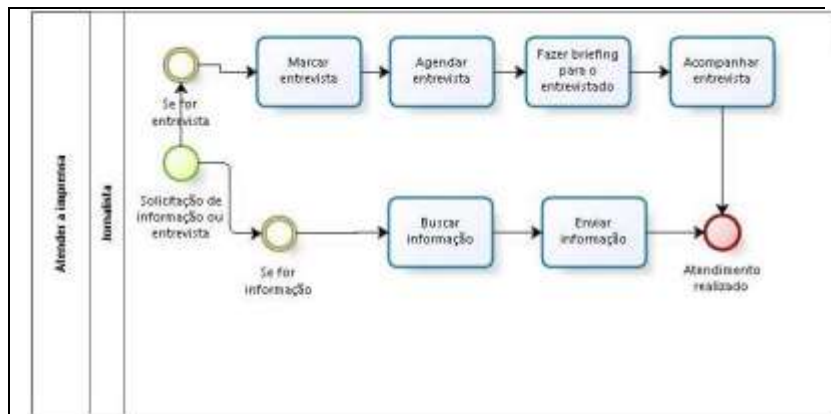 Atender a imprensa
Jornalista
Se for
entrevista
Marcar
entrevista
Agendar
entrevista
Fazer briefing
para o
entrevistado
Acompanhar
entrevista
Solicitação de
informação ou
entrevista
Se for
informação
Buscar
informação
Enviar
informação
Atendimento
realizado